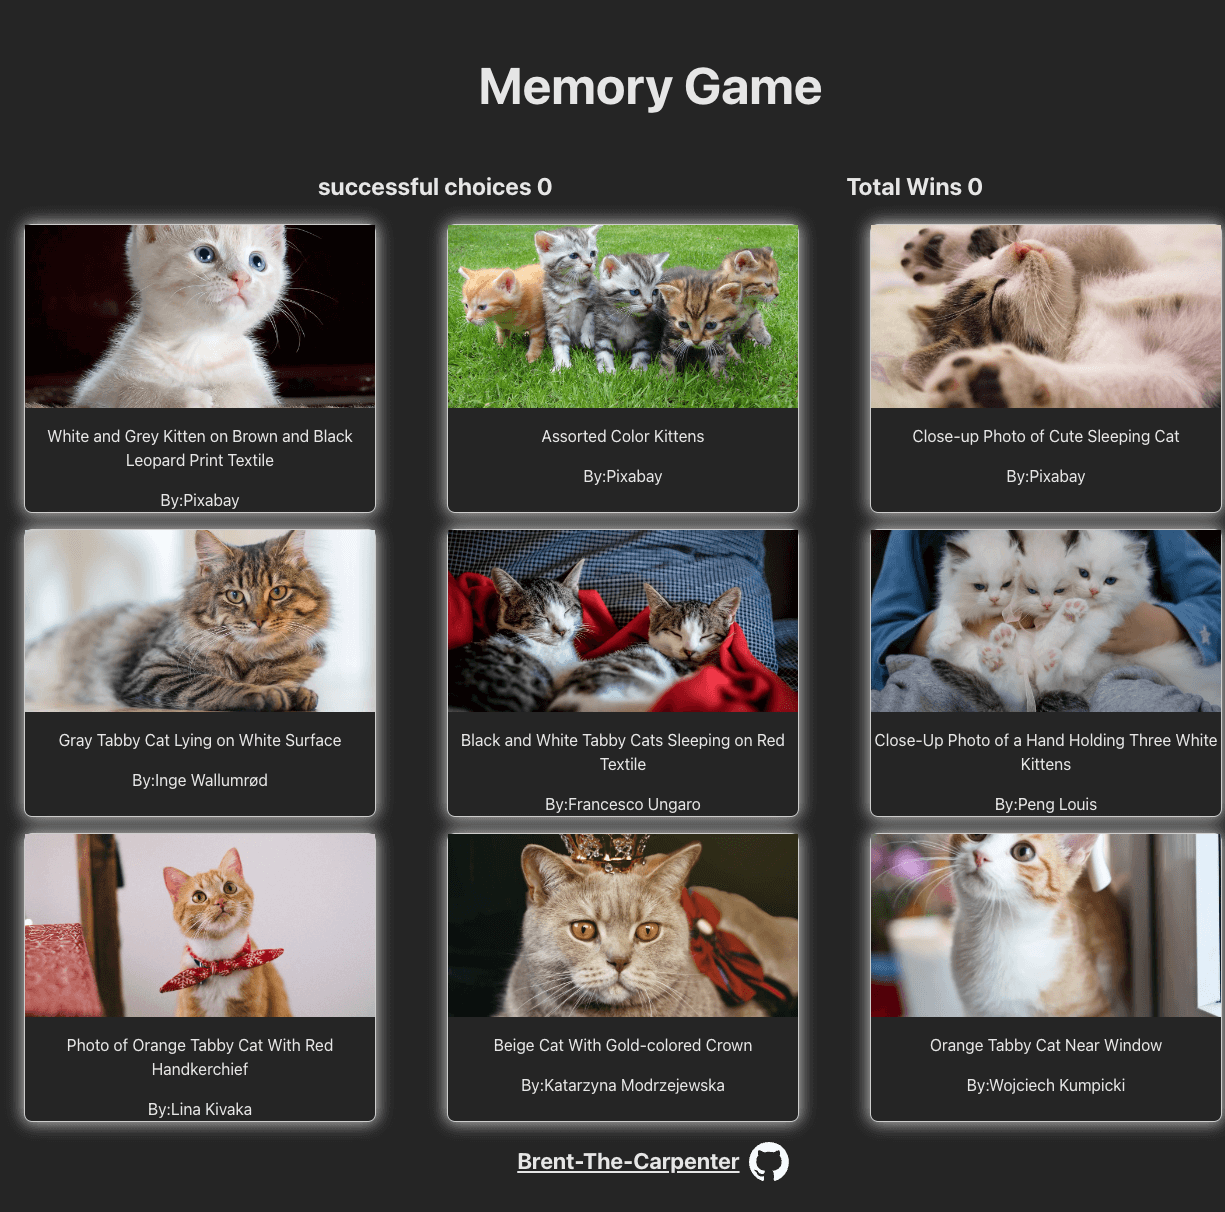 Memory Game
successful choices 0
Total Wins 0
White and Grey Kitten on Brown and Black
Leopard Print Textile
By:Pixabay
Assorted Color Kittens
By:Pixabay
Close-up Photo of Cute Sleeping Cat
By:Pixabay
Gray Tabby Cat Lying on White Surface
By:Inge Wallumrød
Black and White Tabby Cats Sleeping on Red
Textile
By:Francesco Ungaro
Close-Up Photo of a Hand Holding Three White
Kittens
By:Peng Louis
Photo of Orange Tabby Cat With Red
Handkerchief
By:Lina Kivaka
Beige Cat With Gold-colored Crown
By:Katarzyna Modrzejewska
Orange Tabby Cat Near Window
By:Wojciech Kumpicki
Brent-The-Carpenter